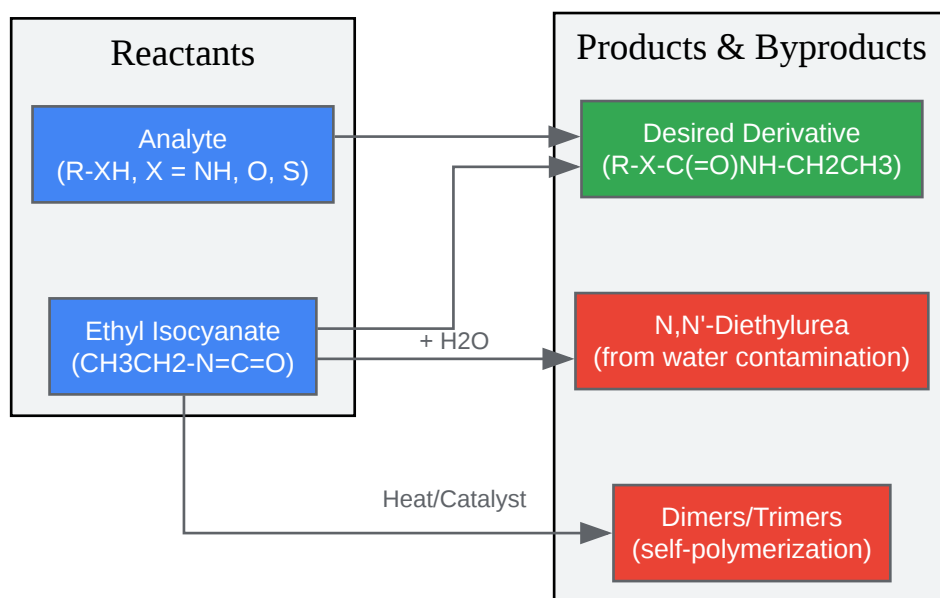 Reactants
Analyte
(R-XH, X = NH, O, S)
Ethyl Isocyanate
(CH3CH2-N=C=O)
+ H2O
Heat/Catalyst
Products & Byproducts
Desired Derivative
(R-X-C(=O)NH-CH2CH3)
N,N'-Diethylurea
(from water contamination)
Dimers/Trimers
(self-polymerization)